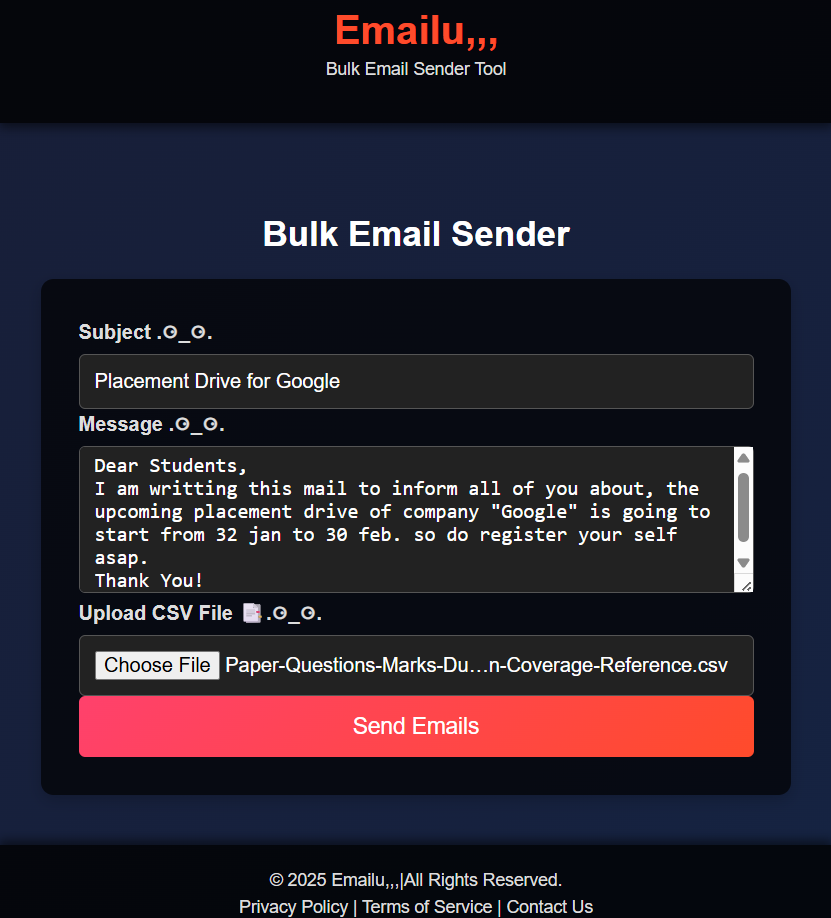 Emailu,,,
Bulk Email Sender Tool
Bulk Email Sender
Subject .⚆_⚆.
Placement Drive for Google
Message .⚆_⚆.
Dear Students,
I am writting this mail to inform all of you about, the
upcoming placement drive of company "Google" is going to
start from 32 jan to 30 feb. so do register your self
asap.
Thank You!
Upload CSV File 📑.⚆_⚆.
Choose File Paper-Questions-Marks-Du…n-Coverage-Reference.csv
Send Emails
© 2025 Emailu,,,|All Rights Reserved.
Privacy Policy | Terms of Service | Contact Us